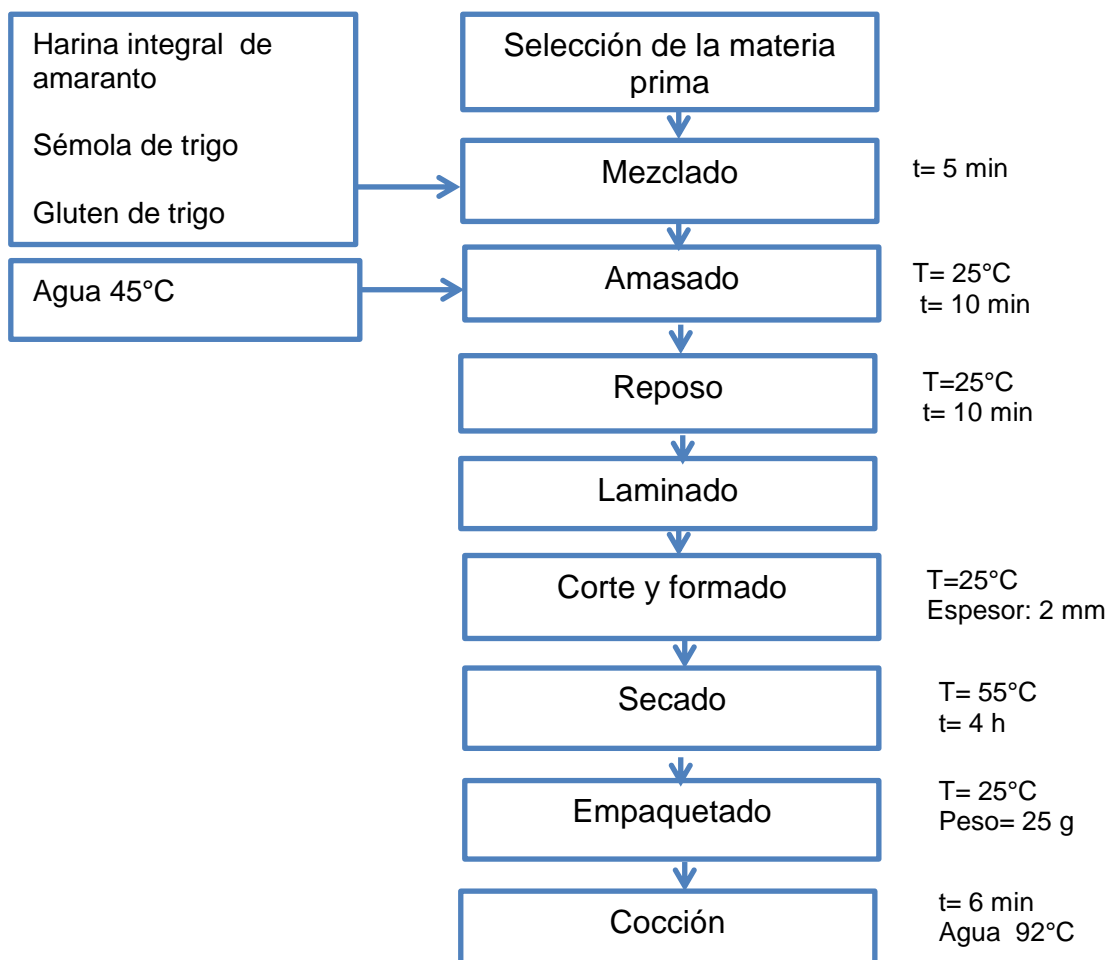 Harina integral  de
amaranto
Sémola de trigo
Gluten de trigo
Agua 45°C
Selección de la materia
prima
Mezclado
t= 5 min
Amasado
T= 25°C
t= 10 min
Reposo
T=25°C
t= 10 min
Laminado
Corte y formado
T=25°C
Espesor: 2 mm
Secado
T= 55°C
t= 4 h
Empaquetado
T= 25°C
Peso= 25 g
Cocción
t= 6 min
Agua  92°C